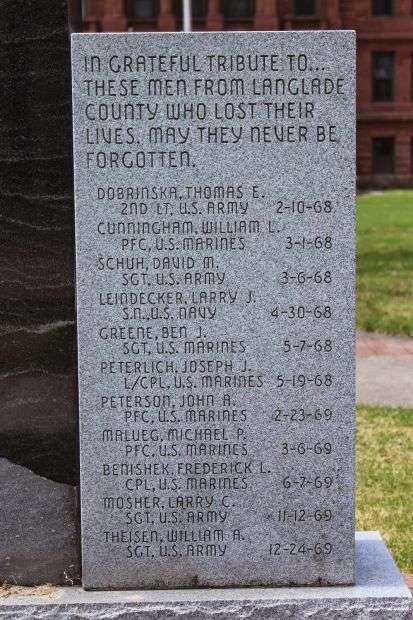 IN GRATEFUL TRIBUTE TO...
THESE MEN FROM LANGLADE
COUNTY WHO LOST THEIR
LIVES. MAY THEY NEVER BE
FORGOTTEN.
DOBRINSKA, THOMAS E.
2ND LT, U.S. ARMY 2-10-68
CUNNINGHAM, WILLIAM L.
PFC, U.S. MARINES 3-1-68
SCHUH, DAVID M.
SGT, U.S. ARMY 3-6-68
LEINDECKER, LARRY J.
S.N., U.S. NAVY 4-30-68
GREENE, BEN J.
SGT, U.S. MARINES 5-7-68
PETERLICH, JOSEPH J.
L/CPL, U.S. MARINES 5-19-68
PETERSON, JOHN A.
PFC, U.S. MARINES 2-23-69
MALUEG, MICHAEL P.
PFC, U.S. MARINES 3-6-69
BENISHEK, FREDERICK L.
CPL, U.S. MARINES 6-7-69
MOSHER, LARRY C.
SGT, U.S. ARMY 11-12-69
THEISEN, WILLIAM A.
SGT, U.S. ARMY 12-24-69